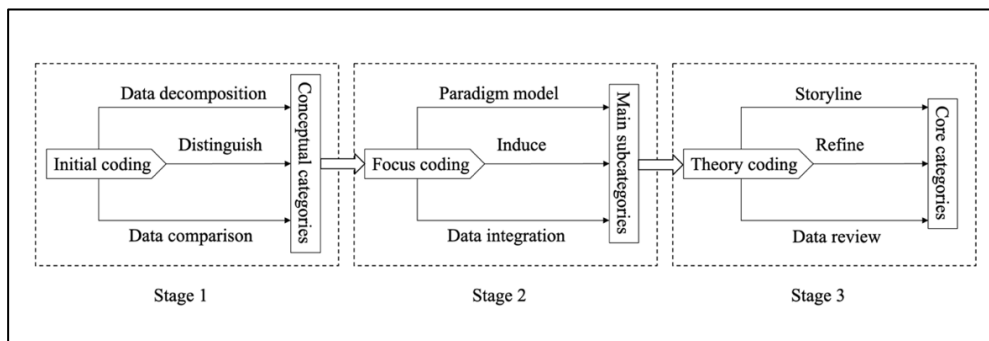 Data decomposition
Initial coding
Distinguish
Data comparison
Conceptual categories
Stage 1
Paradigm model
Focus coding
Induce
Data integration
Main subcategories
Stage 2
Storyline
Theory coding
Refine
Data review
Core categories
Stage 3